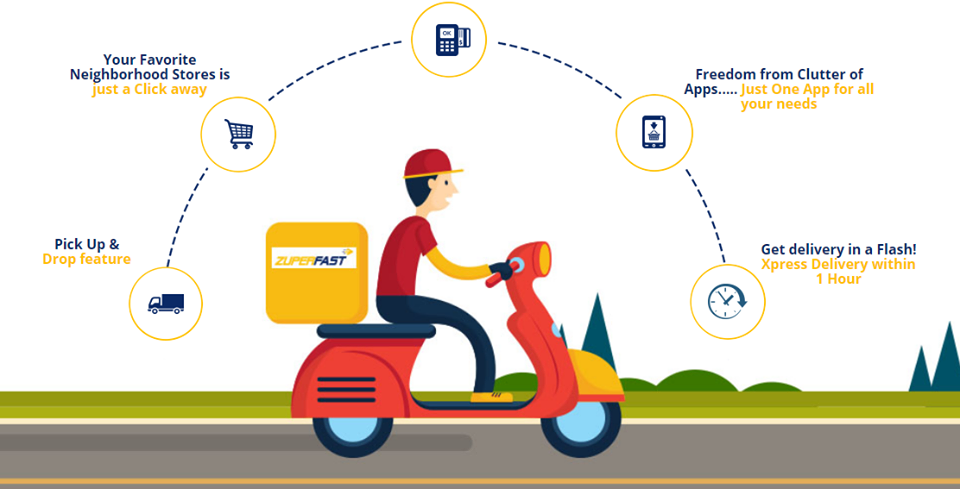 OK
Your Favorite
Neighborhood Stores is
just a Click away
Freedom from Clutter of
Apps..... Just One App for all
your needs
Pick Up &
Drop feature
ZUPERFAST
Get delivery in a Flash!
Xpress Delivery within
1 Hour